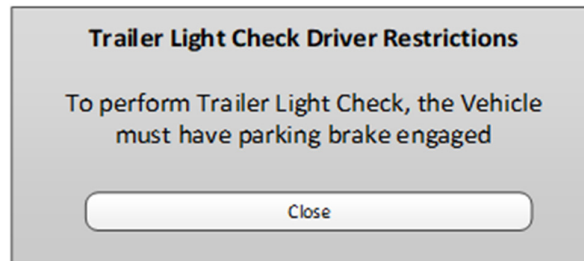 Trailer Light Check Driver Restrictions
To perform Trailer Light Check, the Vehicle
must have parking brake engaged
Close